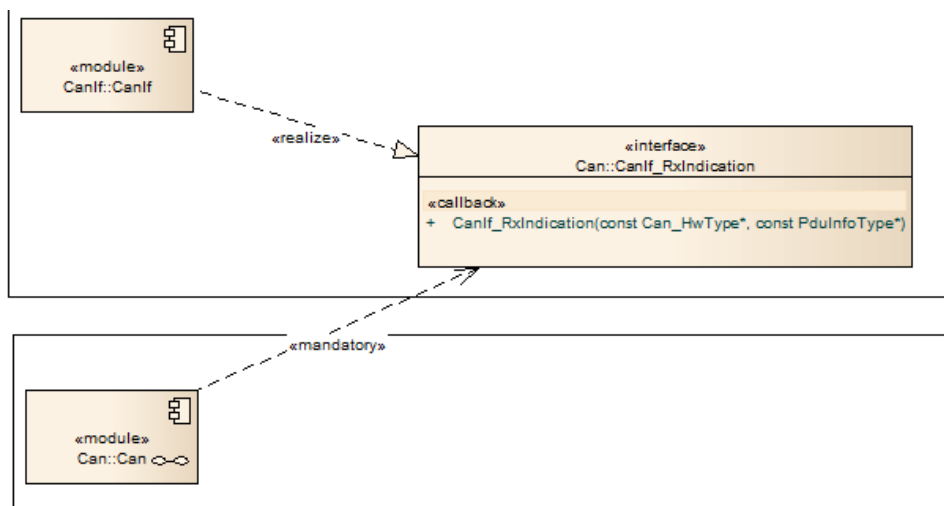 «module»
CanIf::CanIf
«realize»
«interface»
Can::CanIf_RxIndication
«callback»
+ CanIf_RxIndication(const Can_HwType*, const PduInfoType*)
«mandatory»
«module»
Can::Can